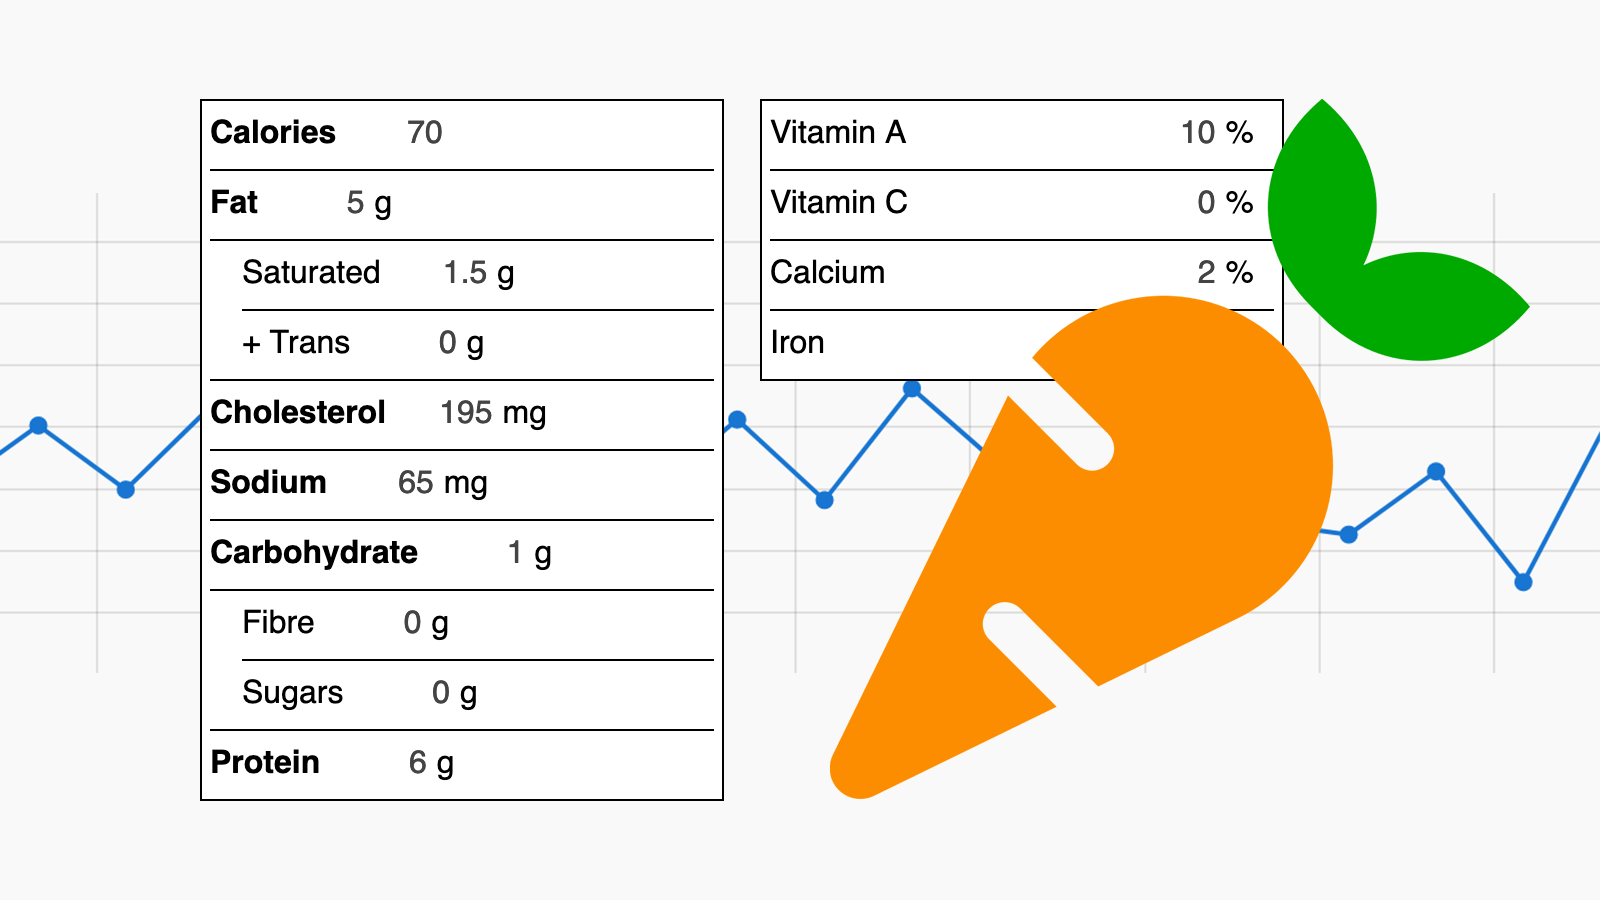 Calories 70
Fat 5 g
Saturated 1.5 g
+ Trans 0 g
Cholesterol 195 mg
Sodium 65 mg
Carbohydrate 1 g
Fibre 0 g
Sugars 0 g
Protein 6 g
Vitamin A 10 %
Vitamin C 0 %
Calcium 2 %
Iron